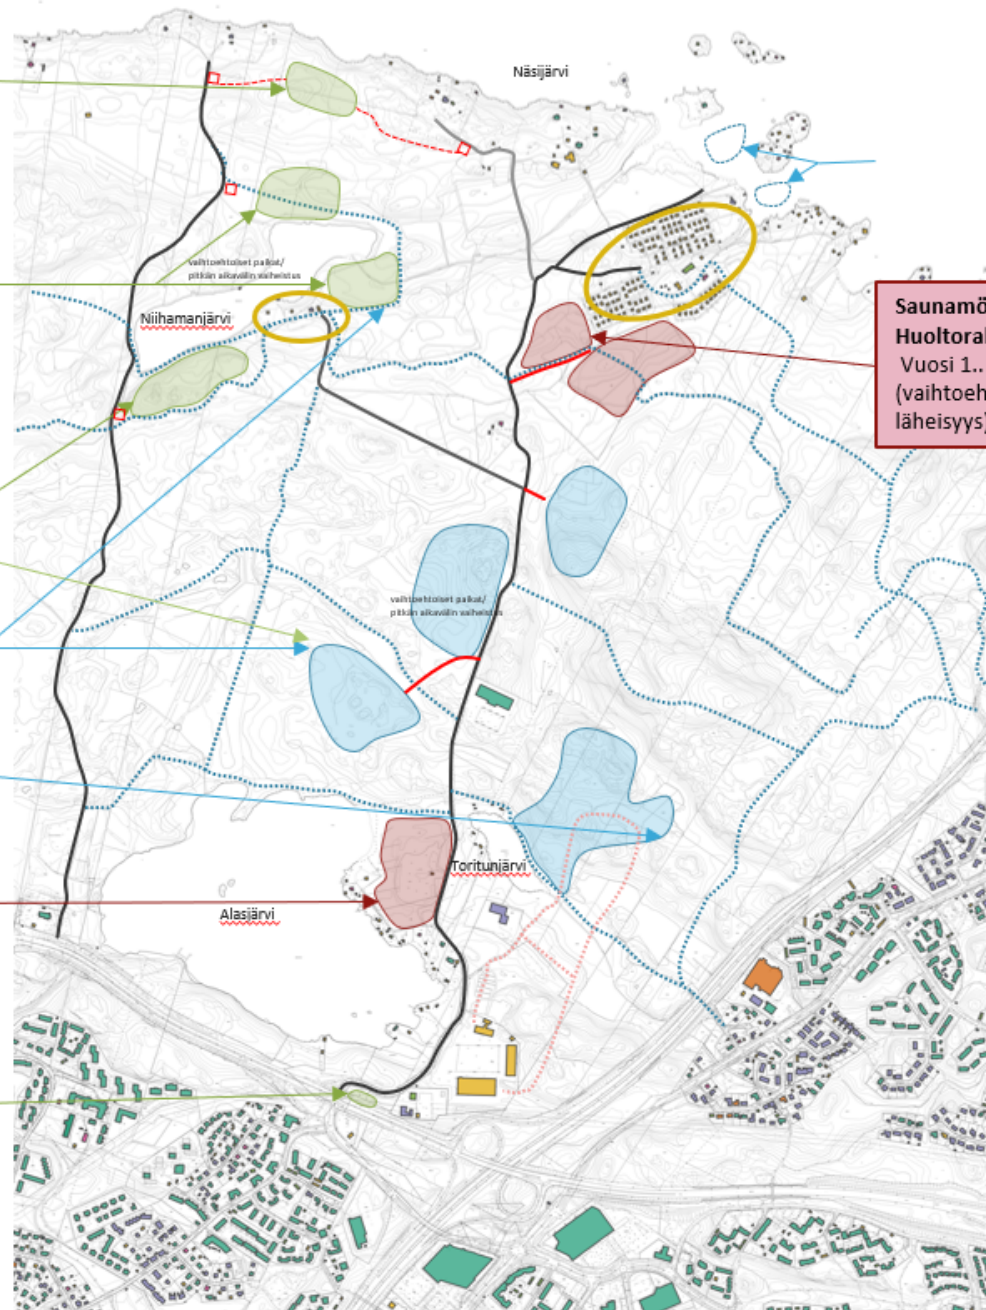 Näsijärvi
vaihtoehtoiset paikat/
pitkän aikavälin vaiheistus
Niihamanjärvi
Saunamö
Huoltoral
Vuosi 1..
(vaihtoeh
läheisyys)
vaihtoehtoiset paikat/
pitkän aikavälin vaiheistus
Toritunjärvi
Alasjärvi